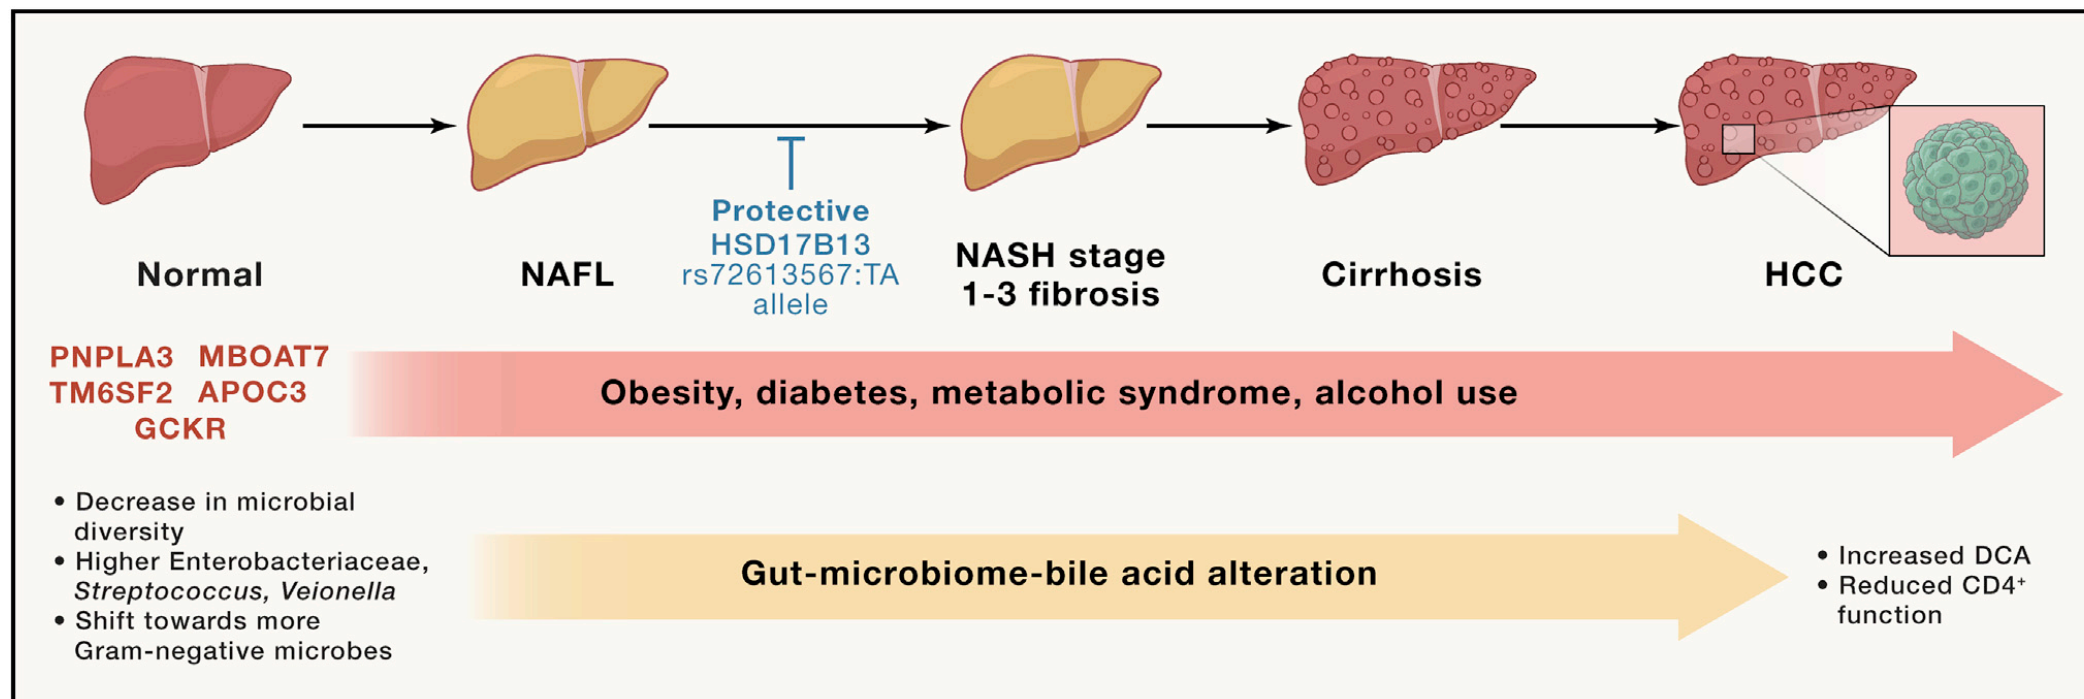 Protective
HSD17B13
rs72613567:TA
allele
Normal
NAFL
NASH stage
1-3 fibrosis
Cirrhosis
HCC
PNPLA3 MBOAT7
TM6SF2 APOC3
GCKR
Obesity, diabetes, metabolic syndrome, alcohol use
• Decrease in microbial
diversity
• Higher Enterobacteriaceae,
Streptococcus, Veionella
• Shift towards more
Gram-negative microbes
Gut-microbiome-bile acid alteration
• Increased DCA
• Reduced CD4⁺
function